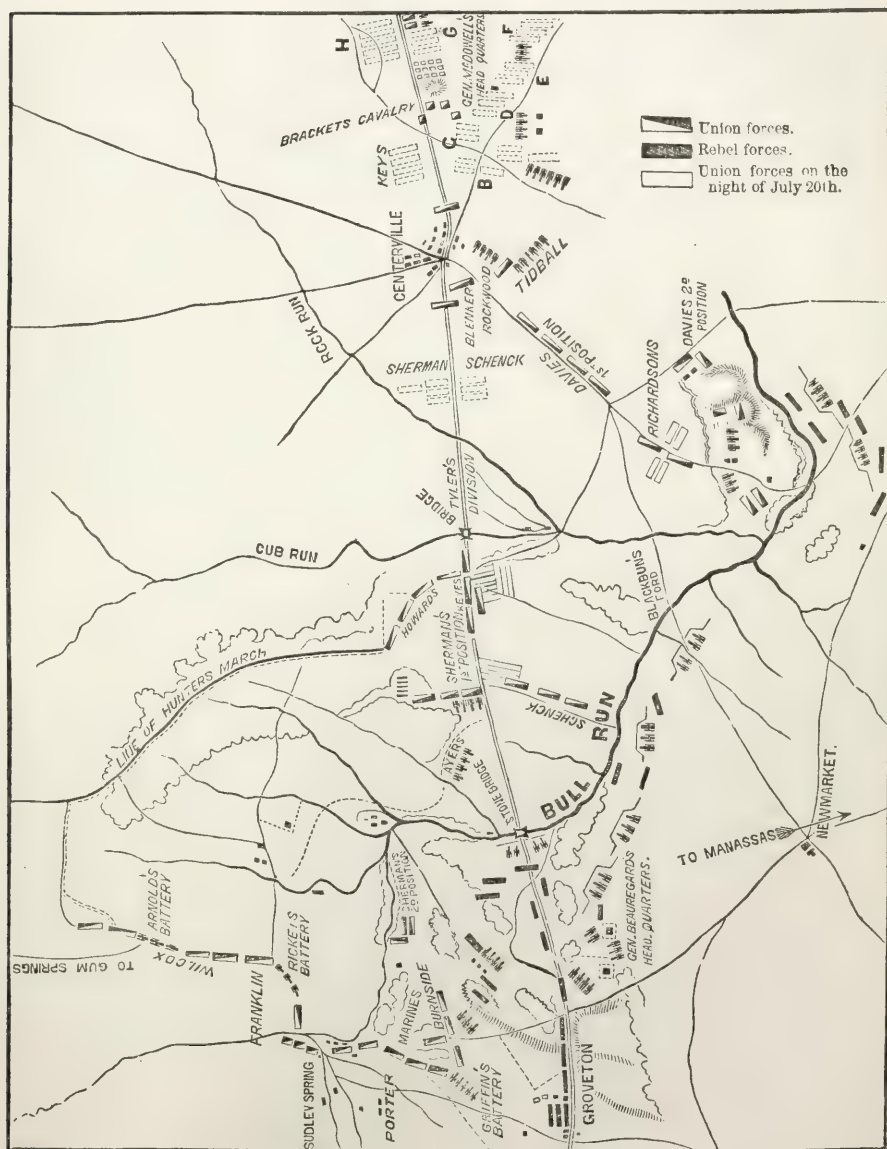 H
G
GEN. McDOWELL'S
HEAD QUARTERS
F
E
D
C
B
BRACKETS CAVALRY
KEYS
Union forces.
Rebel forces.
Union forces on the
night of July 20th.
CENTERVILLE
ROCK RUN
TIDBALL
BLENKER
ROCKWOOD
SHERMAN
SCHENCK
DAVIES
1ST POSITION
DAVIES 2D
POSITION
RICHARDSONS
TYLER'S
DIVISION
BRIDGE
CUB RUN
HOWARDS
KEYES
SHERMAN'S
1ST POSITION
SCHENCK
AYERS
STONE BRIDGE
BLACKBUN'S
FORD
BULL RUN
LINE OF HUNTERS MARCH
ARNOLDS
BATTERY
WILCOX
TO GUM SPRINGS
RICKETS
BATTERY
FRANKLIN
SHERMAN'S
2D POSITION
TO MANASSAS
NEWMARKET.
GEN. BEAUREGARDS
HEAD. QUARTERS.
MARINES
BURNSIDE
SUDLEY SPRING
PORTER
GRIFFIN'S
BATTERY
GROVETON